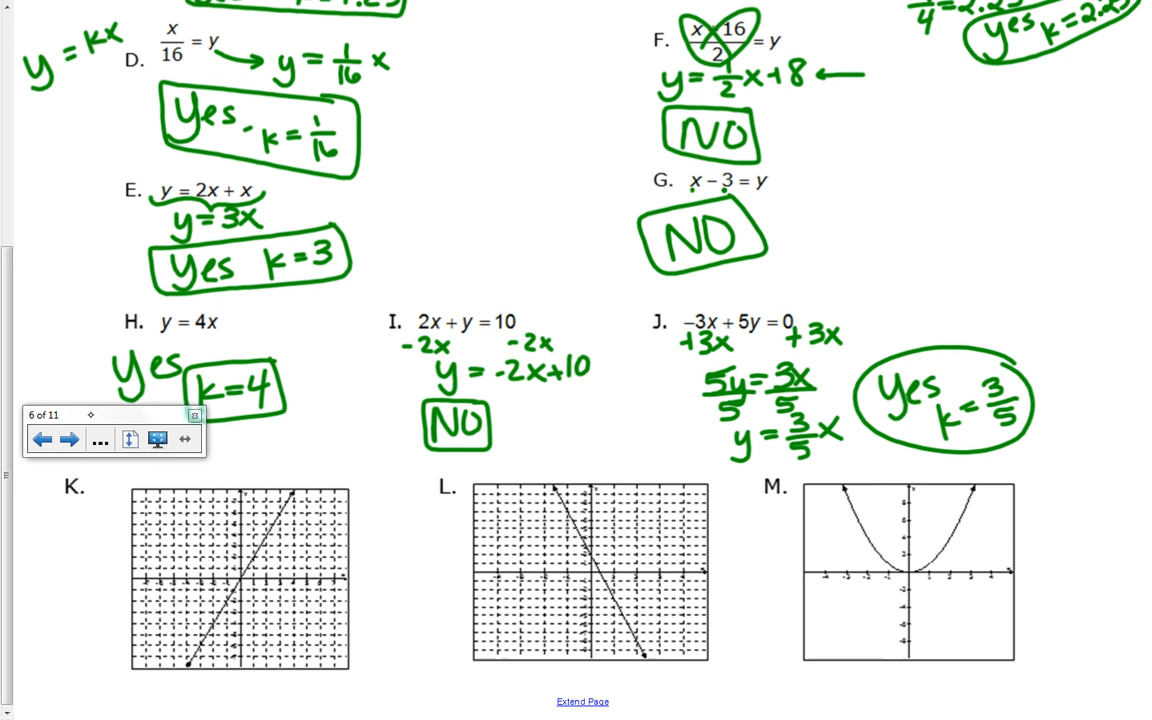 y = kx
D. x/16 = y
y = 1/16 x
Yes. k = 1/16
E. y = 2x + x
y = 3x
yes k = 3
F. x + 16 / 2 = y
y = 1/2 x + 8
NO
G. x − 3 = y
NO
yes k = 2.25
H. y = 4x
yes k = 4
I. 2x + y = 10
-2x -2x
y = -2x + 10
NO
J. −3x + 5y = 0
+3x +3x
5y/5 = 3x/5
y = 3/5 x
yes k = 3/5
6 of 11
...
K. L. M.
Extend Page